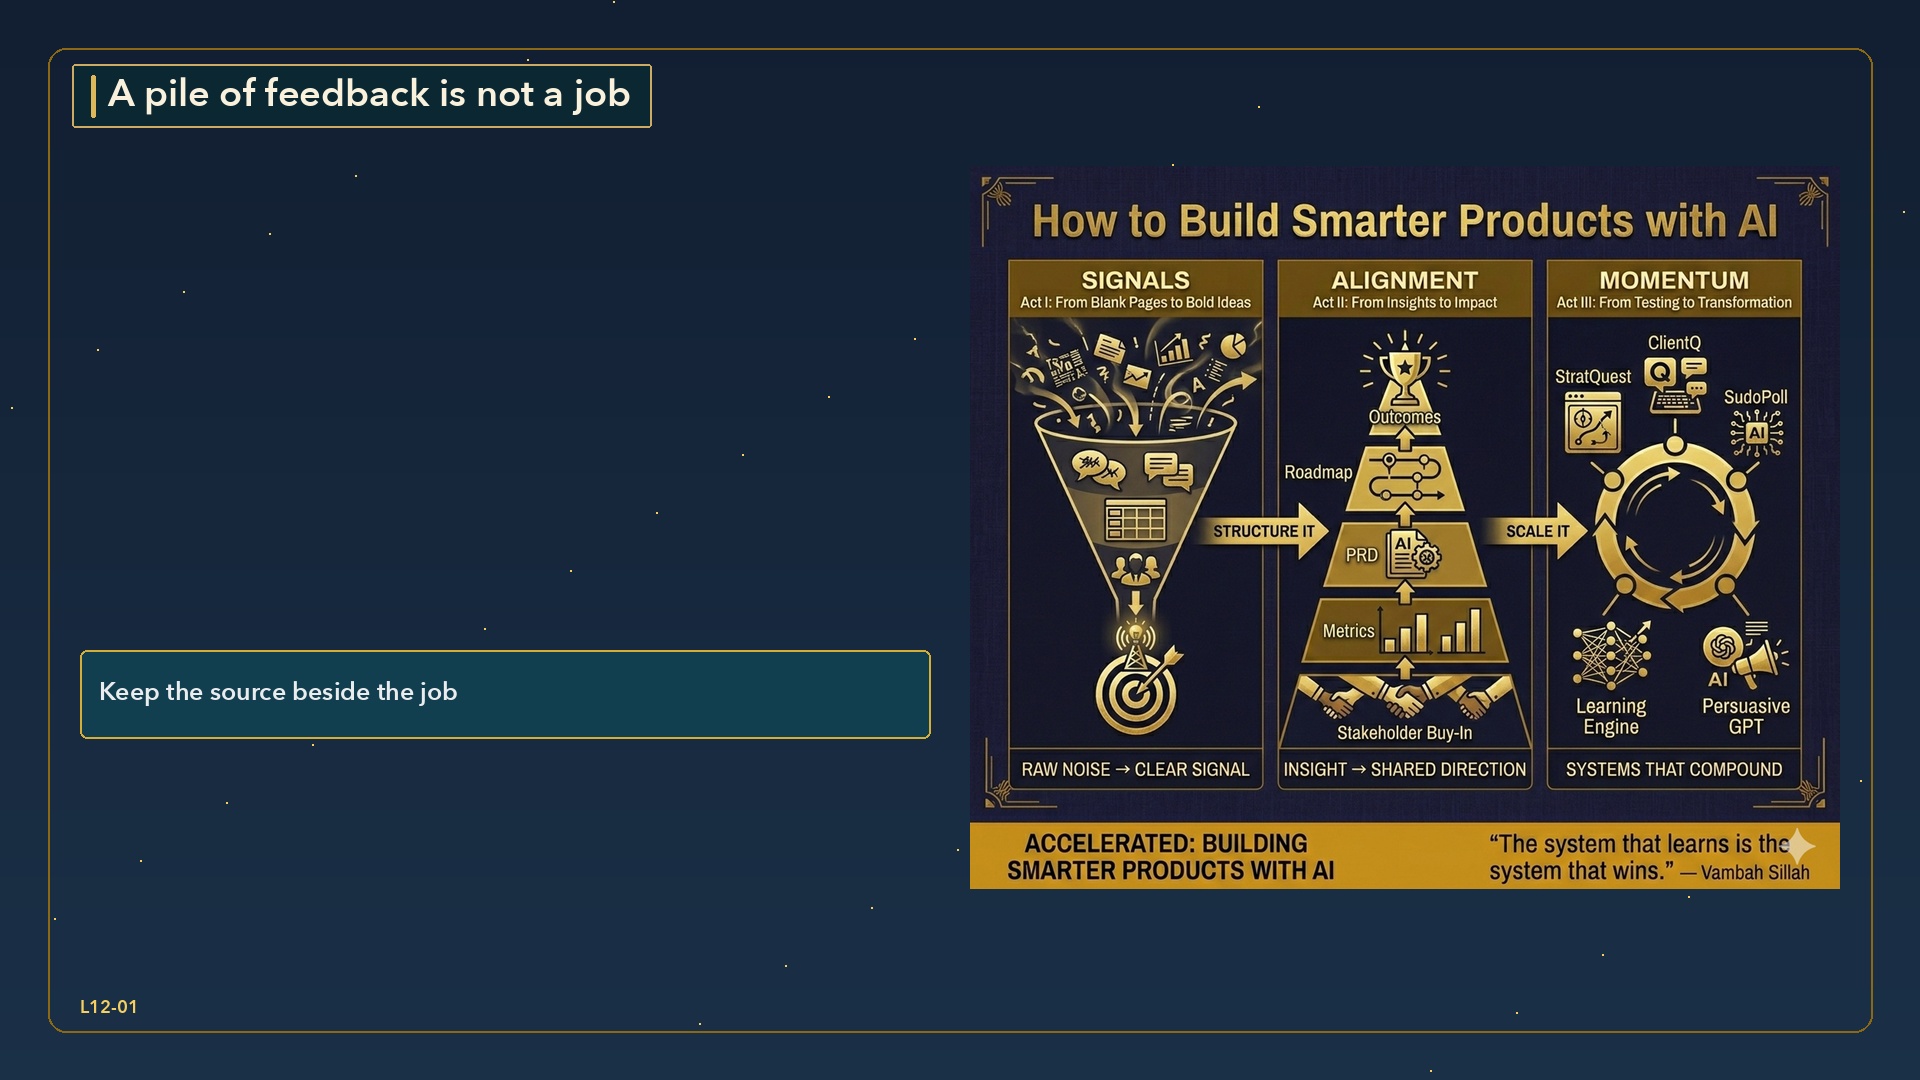 A pile of feedback is not a job
Keep the source beside the job
L12-01
How to Build Smarter Products with AI
SIGNALS
Act I: From Blank Pages to Bold Ideas
RAW NOISE → CLEAR SIGNAL
STRUCTURE IT
ALIGNMENT
Act II: From Insights to Impact
Outcomes
Roadmap
PRD
AI
Metrics
Stakeholder Buy-In
INSIGHT → SHARED DIRECTION
SCALE IT
MOMENTUM
Act III: From Testing to Transformation
ClientQ
Q
StratQuest
SudoPoll
AI
AI
Learning
Engine
Persuasive
GPT
SYSTEMS THAT COMPOUND
ACCELERATED: BUILDING
SMARTER PRODUCTS WITH AI
“The system that learns is the
system that wins.” — Vambah Sillah